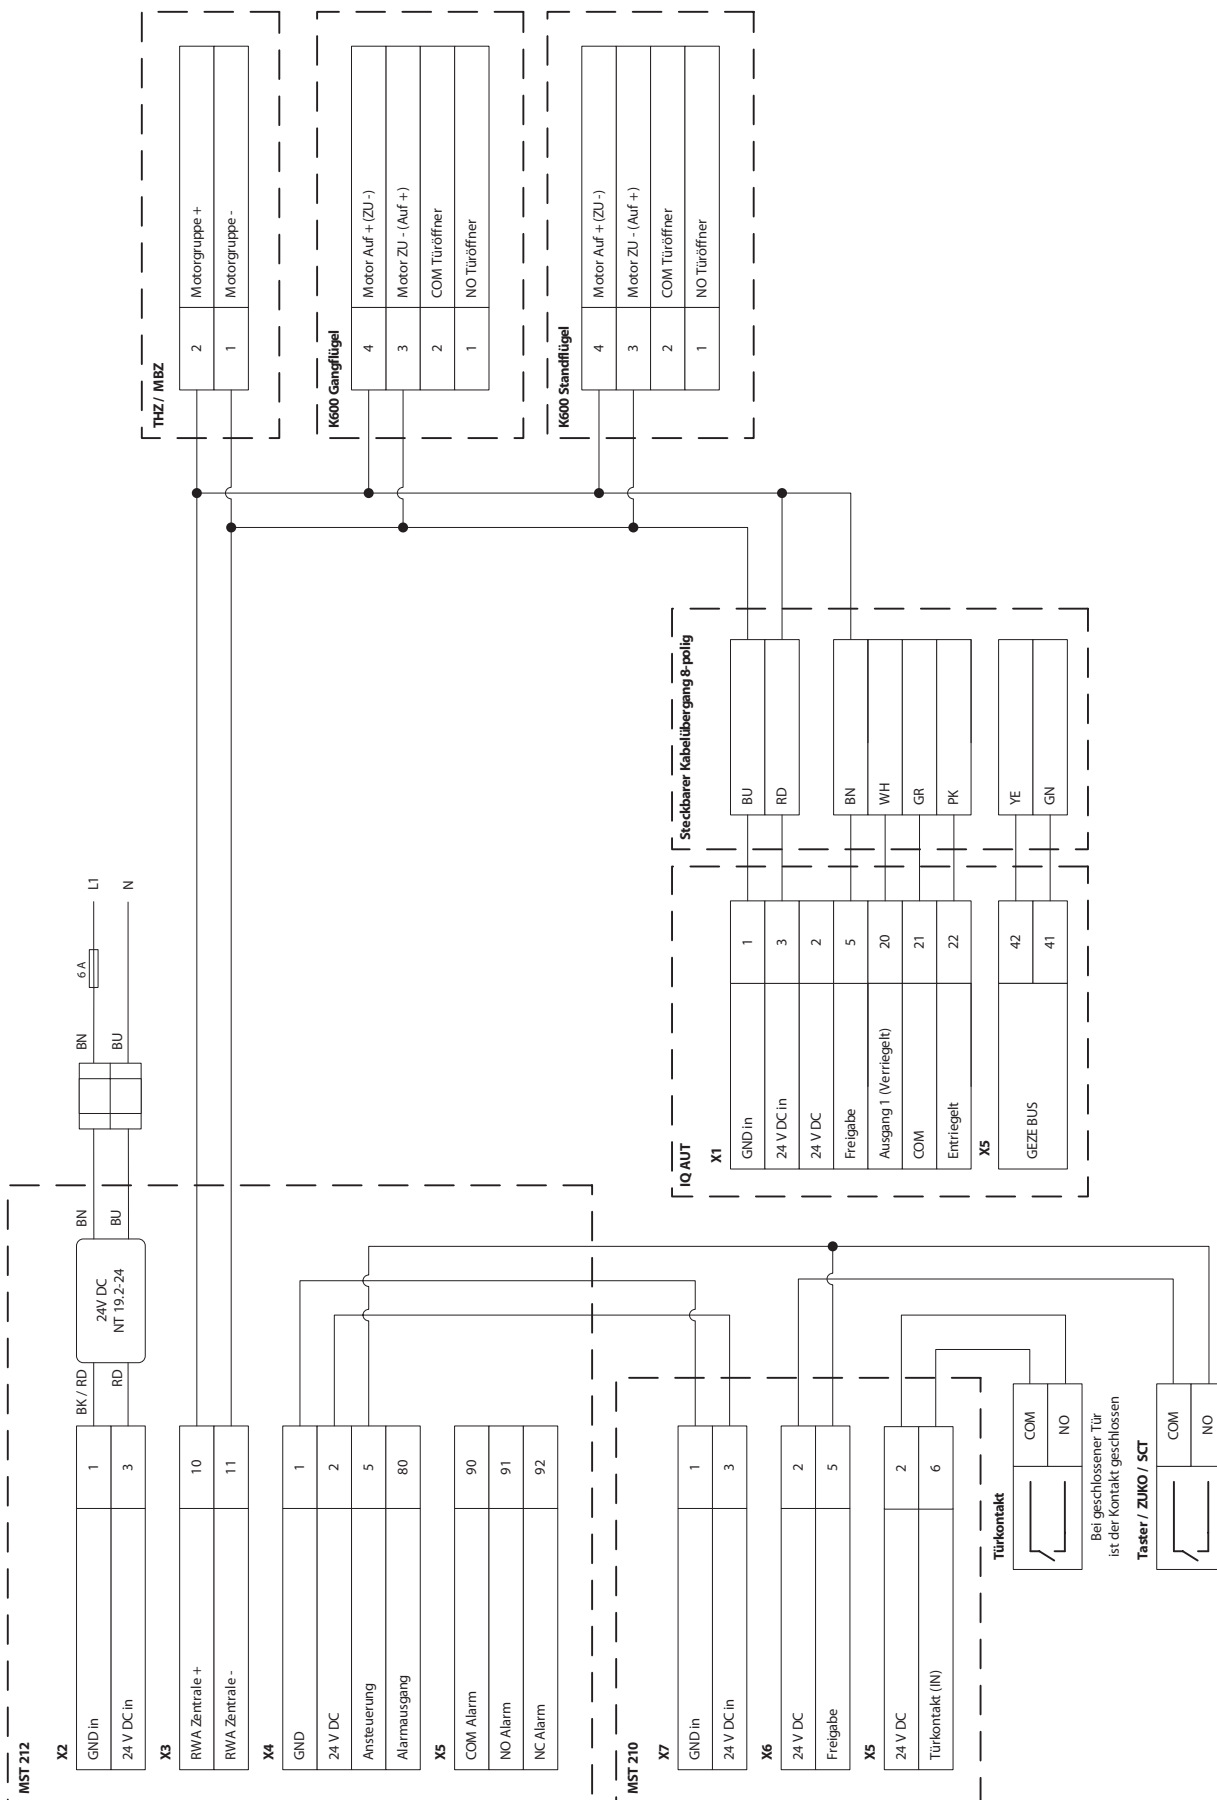 MST 212
X2
GND in 1
24 V DC in 3
BK / RD
RD
24V DC
NT 19.2-24
BN
BU
BN
BU
6 A
L1
N
X3
RWA Zentrale + 10
RWA Zentrale - 11
X4
GND 1
24 V DC 2
Ansteuerung 5
Alarmausgang 80
X5
COM Alarm 90
NO Alarm 91
NC Alarm 92
THZ / MBZ
2 Motorgruppe +
1 Motorgruppe -
K600 Gangflügel
4 Motor Auf + (ZU -)
3 Motor ZU - (Auf +)
2 COM Türöffner
1 NO Türöffner
K600 Standflügel
4 Motor Auf + (ZU -)
3 Motor ZU - (Auf +)
2 COM Türöffner
1 NO Türöffner
MST 210
X7
GND in 1
24 V DC in 3
X6
24 V DC 2
Freigabe 5
X5
24 V DC 2
Türkontakt (IN) 6
Türkontakt
COM
NO
Bei geschlossener Tür
ist der Kontakt geschlossen
Taster / ZUKO / SCT
COM
NO
IQ AUT
X1
GND in 1
24 V DC in 3
24 V DC 2
Freigabe 5
Ausgang 1 (Verriegelt) 20
COM 21
Entriegelt 22
X5
GEZE BUS
42
41
Steckbarer Kabelübergang 8-polig
BU
RD
BN
WH
GR
PK
YE
GN